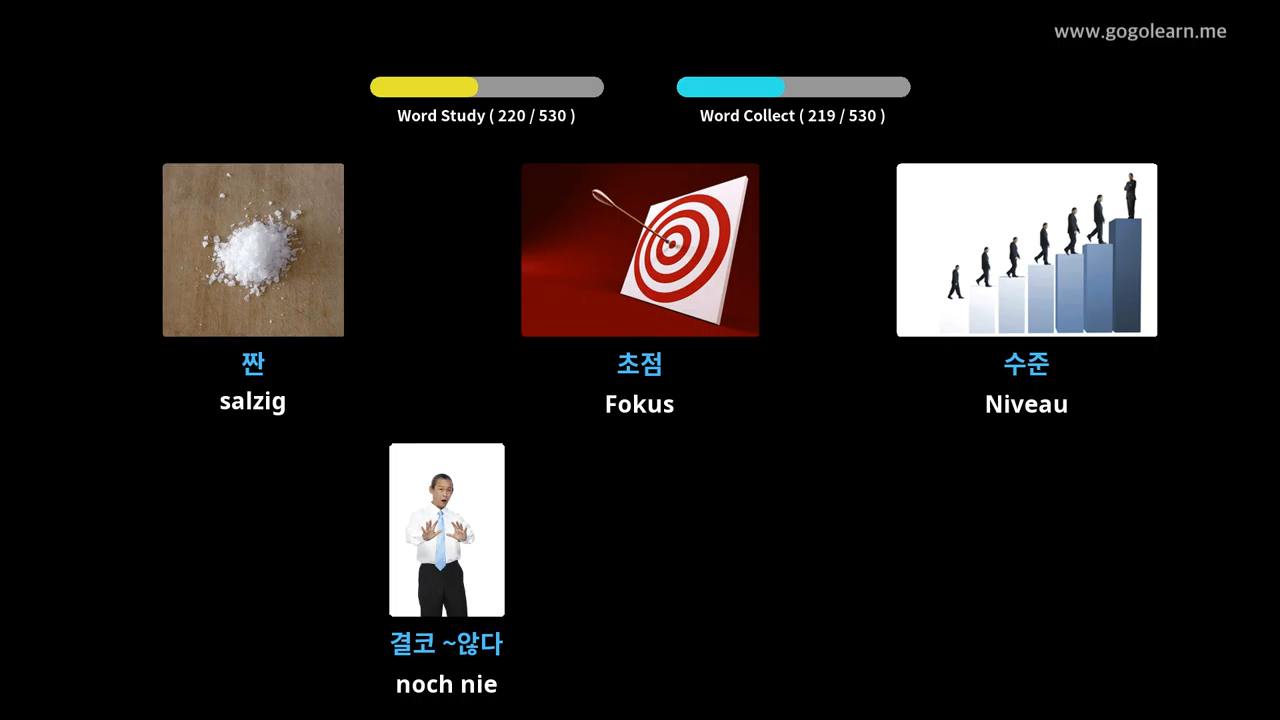 www.gogolearn.me
Word Study ( 220 / 530 )
Word Collect ( 219 / 530 )
짠
salzig
초점
Fokus
수준
Niveau
결코 ~않다
noch nie